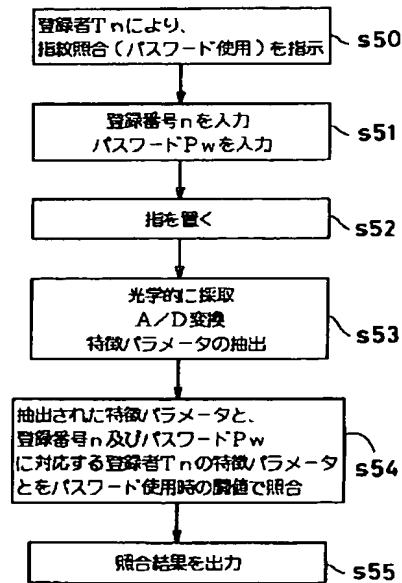 登録者Tnにより、
指紋照合(パスワード使用)を指示
s50
登録番号nを入力
パスワードPwを入力
s51
指を置く
s52
光学的に採取
A/D変換
特徴パラメータの抽出
s53
抽出された特徴パラメータと、
登録番号n及びパスワードPw
に対応する登録者Tnの特徴パラメータ
とをパスワード使用時の閾値で照合
s54
照合結果を出力
s55